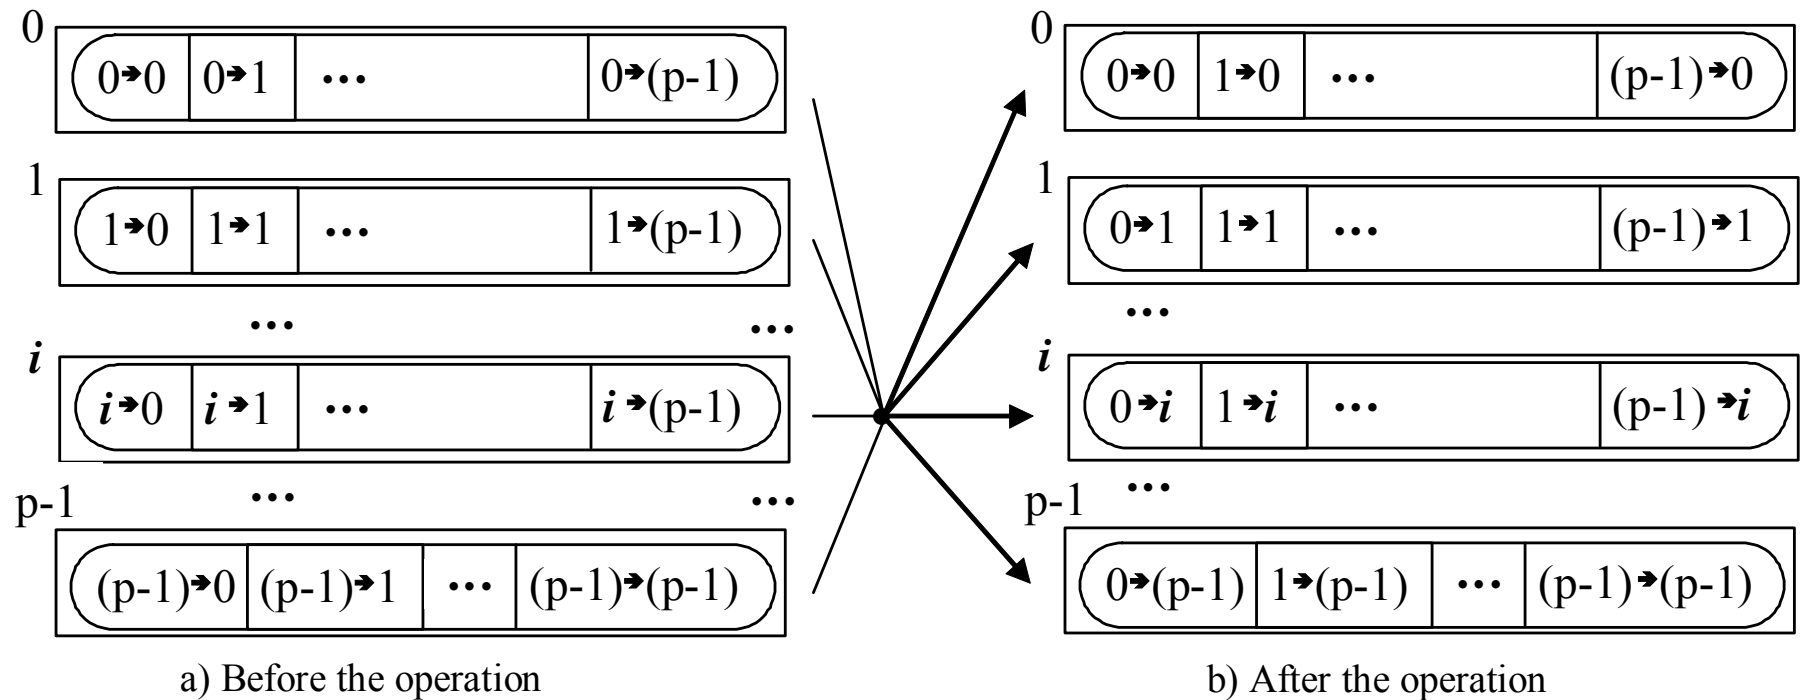 0
0➔0 0➔1 ••• 0➔(p-1)
1
1➔0 1➔1 ••• 1➔(p-1)
••• •••
i
i➔0 i➔1 ••• i➔(p-1)
••• •••
p-1
(p-1)➔0 (p-1)➔1 ••• (p-1)➔(p-1)
a) Before the operation
0
0➔0 1➔0 ••• (p-1)➔0
1
0➔1 1➔1 ••• (p-1)➔1
•••
i
0➔i 1➔i ••• (p-1) ➔i
•••
p-1
0➔(p-1) 1➔(p-1) ••• (p-1)➔(p-1)
b) After the operation